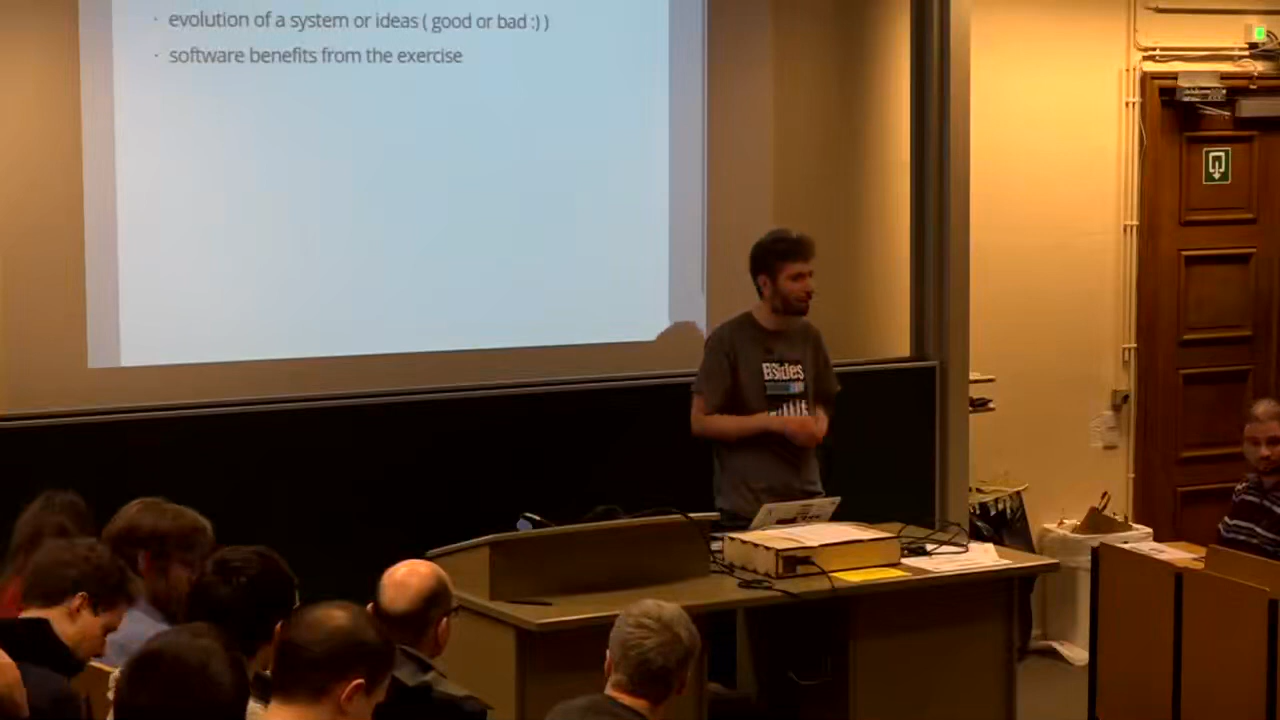 · evolution of a system or ideas ( good or bad :) )
· software benefits from the exercise
BSides